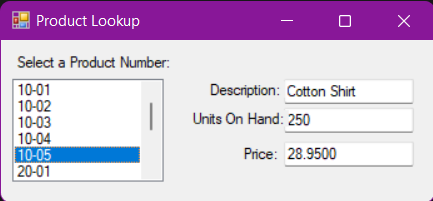 Product Lookup
Select a Product Number:
10-01
10-02
10-03
10-04
10-05
20-01
Description: Cotton Shirt
Units On Hand: 250
Price: 28.9500